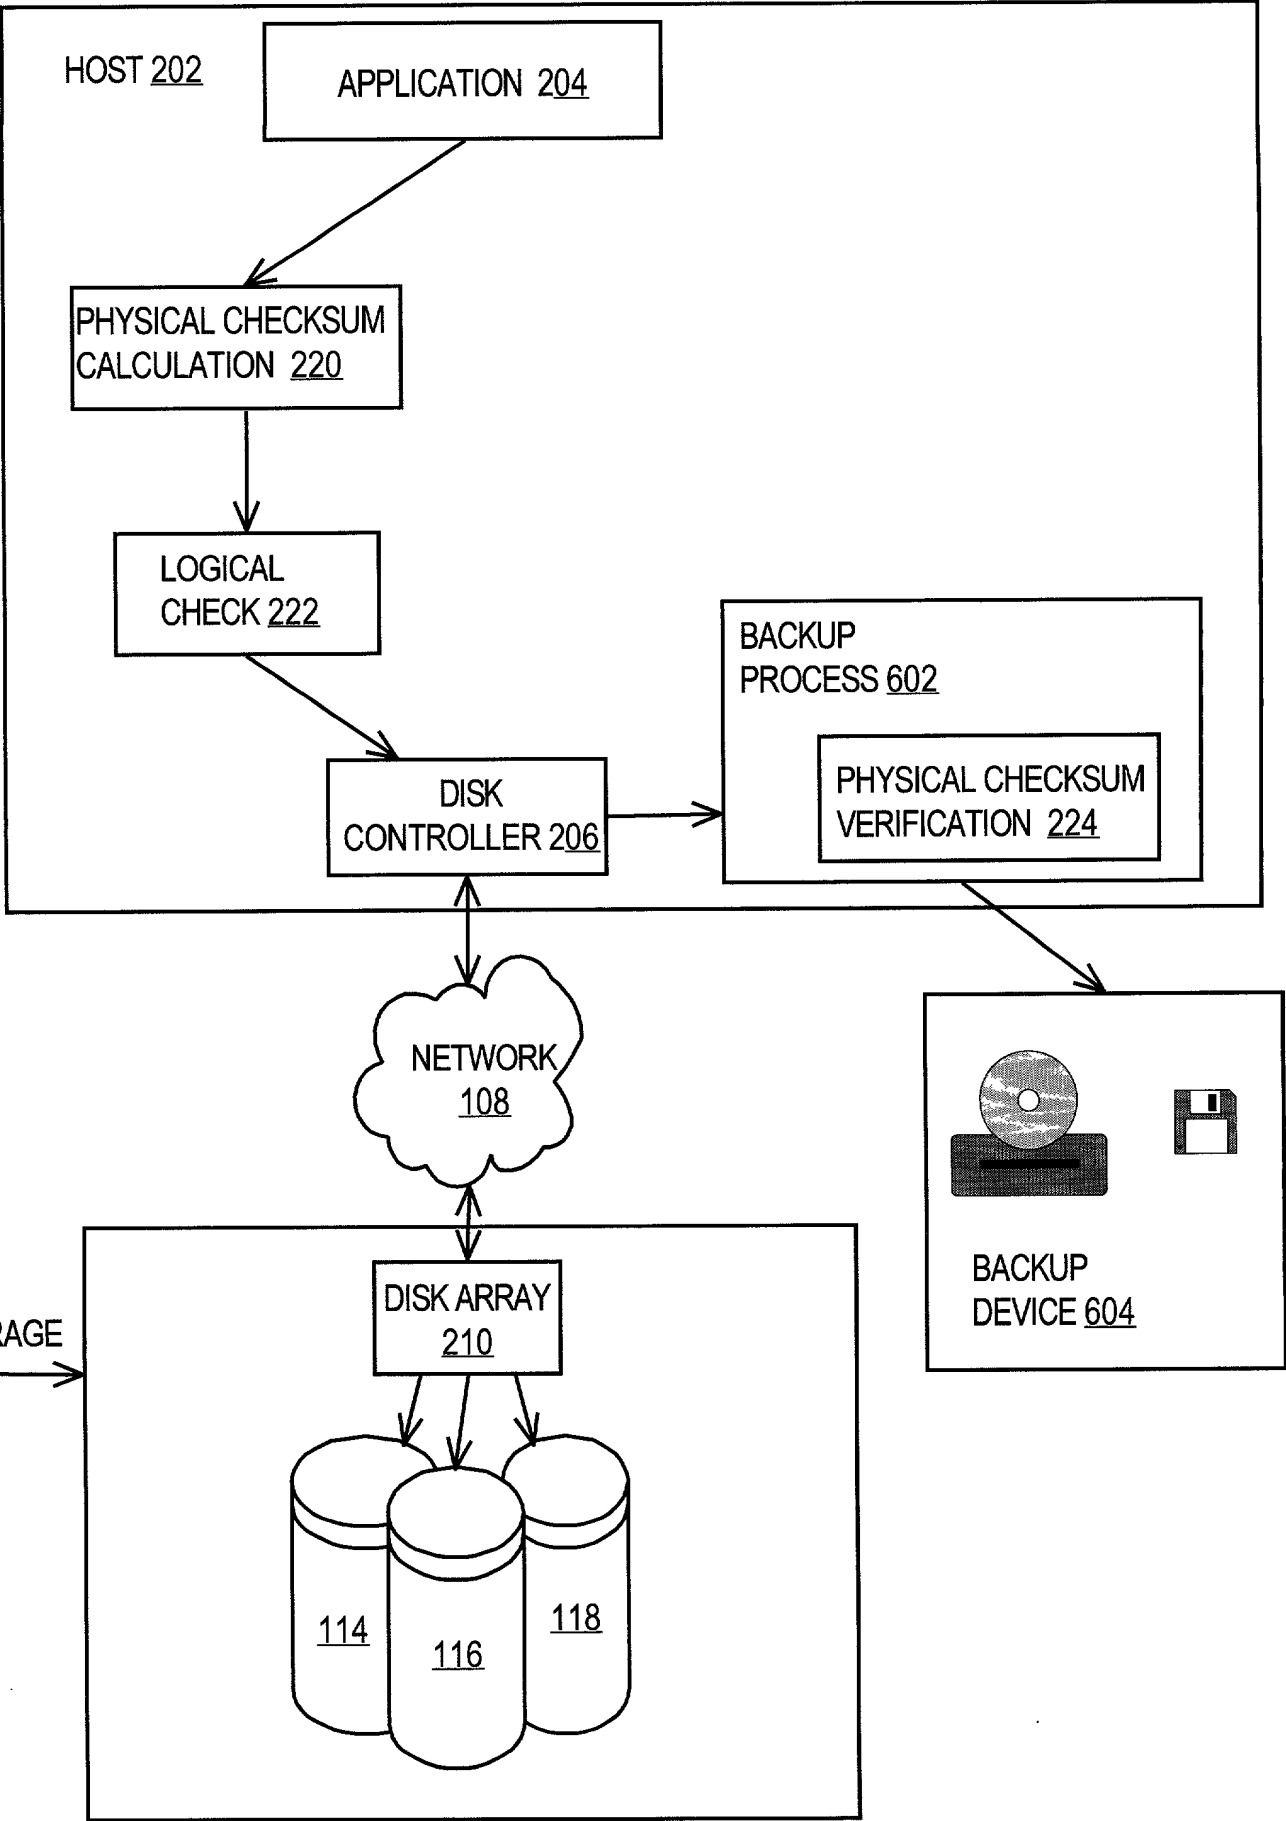 HOST 202
APPLICATION 204
PHYSICAL CHECKSUM
CALCULATION 220
LOGICAL
CHECK 222
BACKUP
PROCESS 602
PHYSICAL CHECKSUM
VERIFICATION 224
DISK
CONTROLLER 206
NETWORK
108
BACKUP
DEVICE 604
DISK ARRAY
210
RAGE
114
116
118